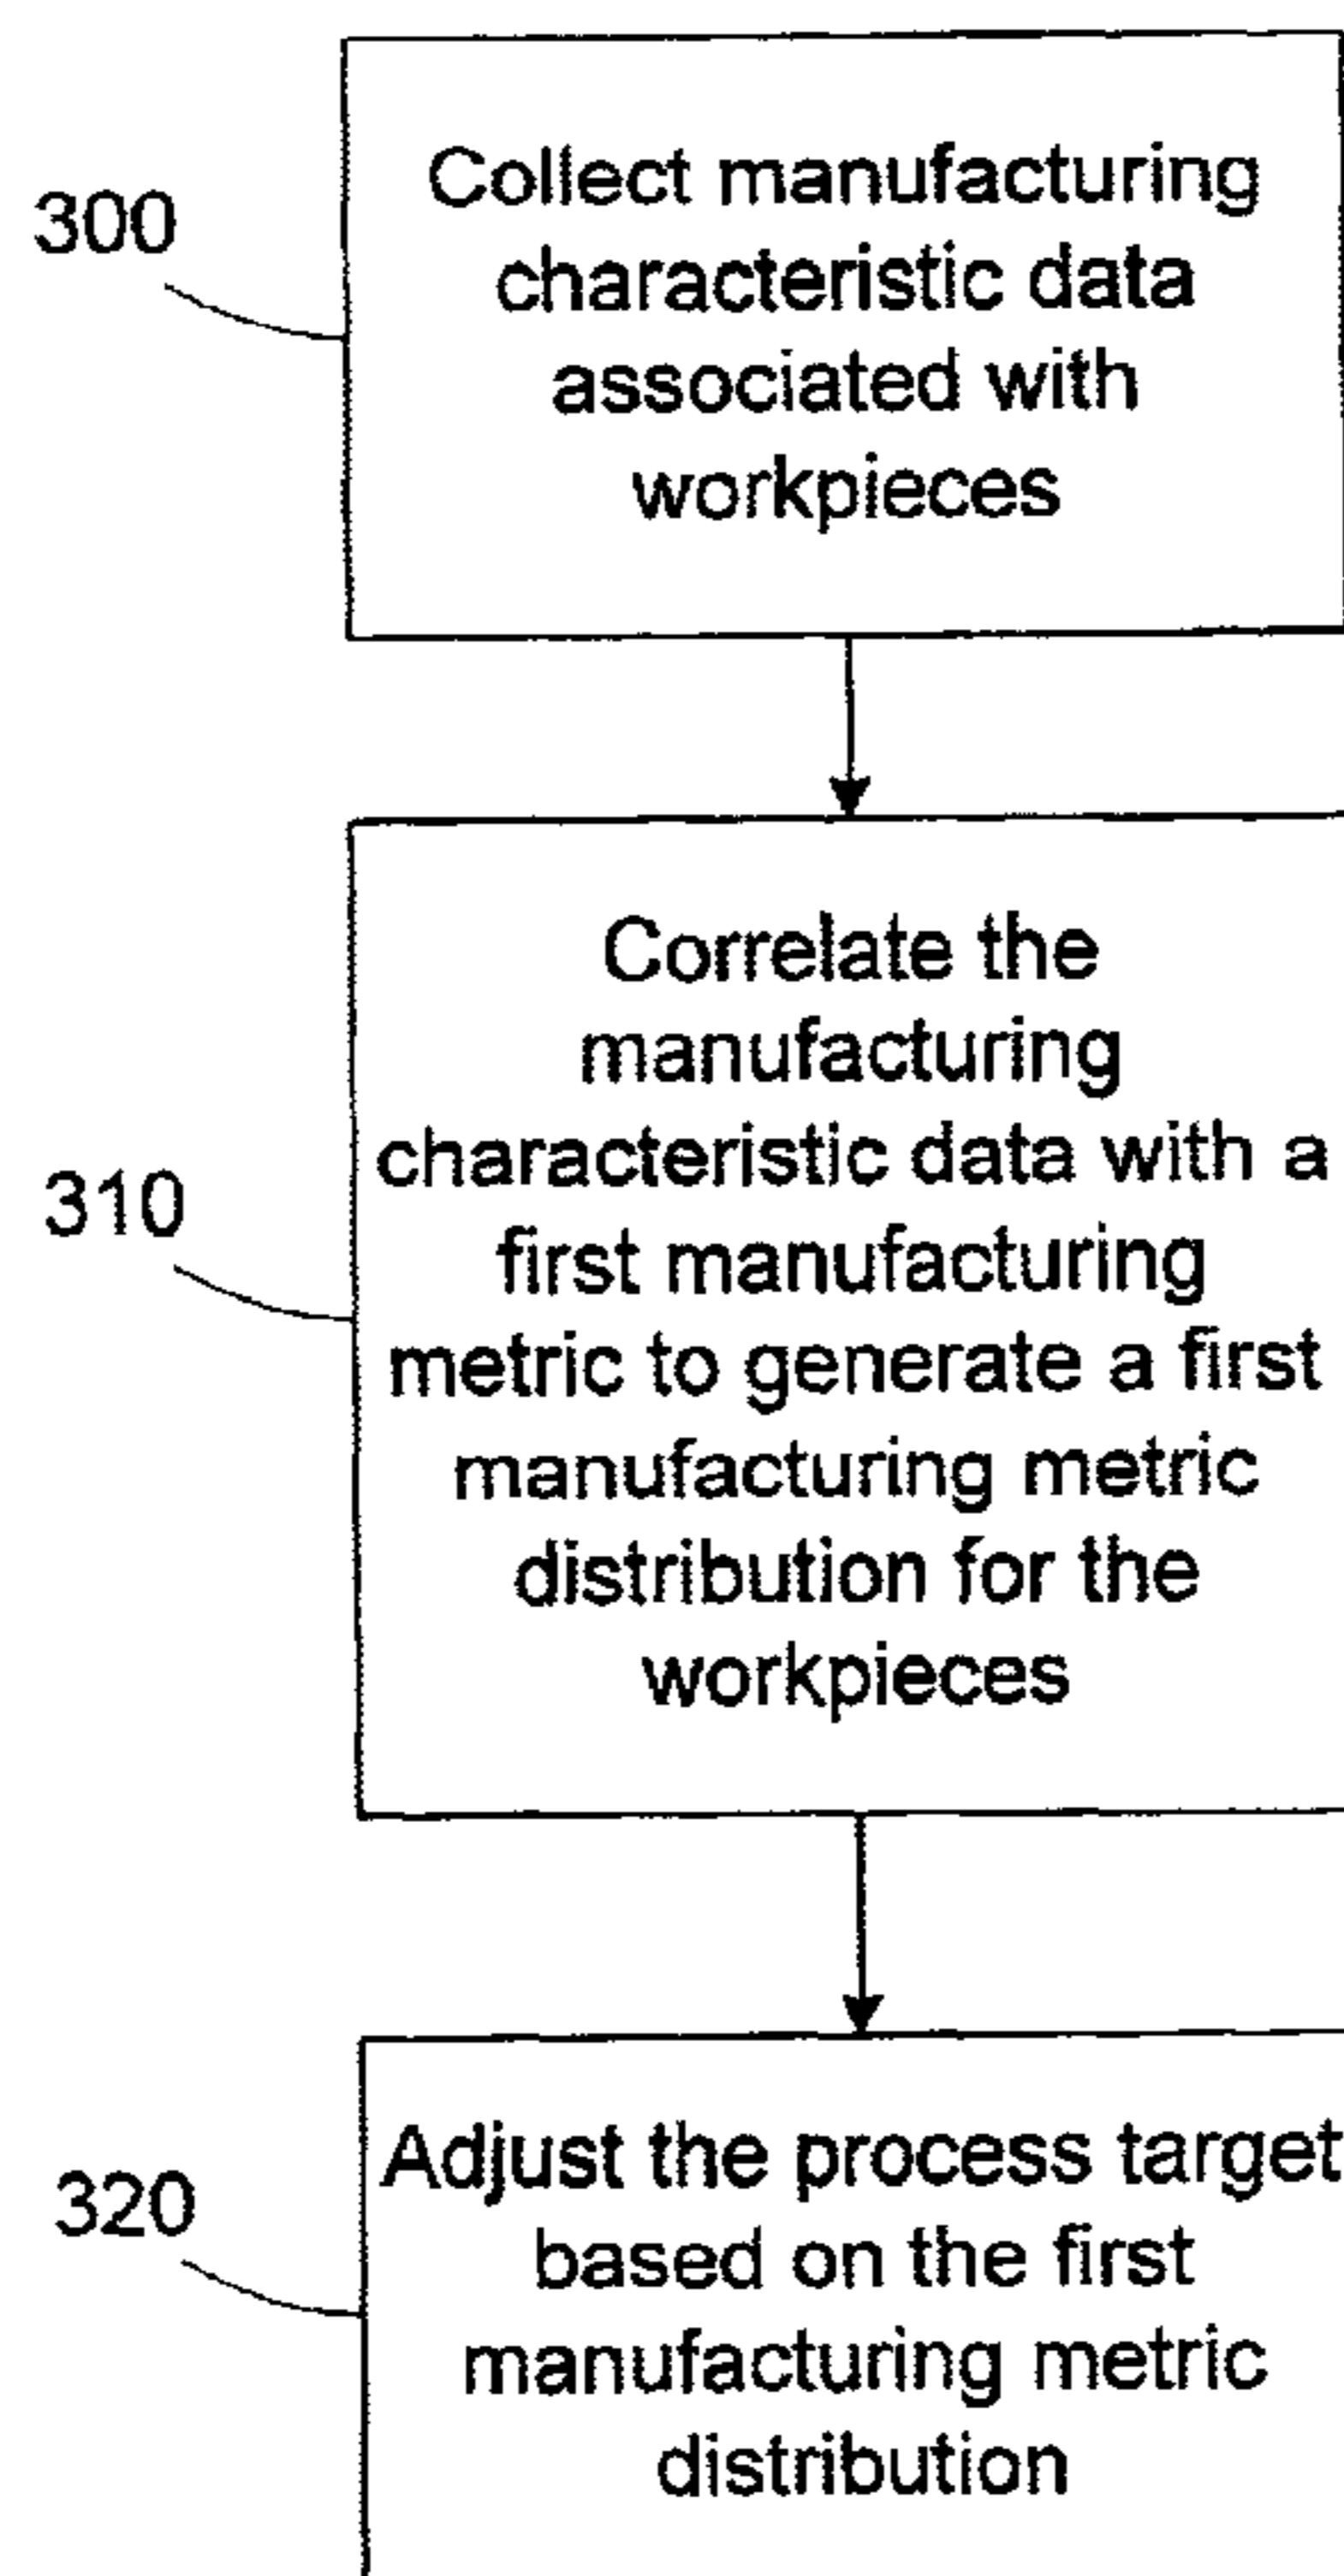 300
Collect manufacturing
characteristic data
associated with
workpieces
310
Correlate the
manufacturing
characteristic data with a
first manufacturing
metric to generate a first
manufacturing metric
distribution for the
workpieces
320
Adjust the process target
based on the first
manufacturing metric
distribution